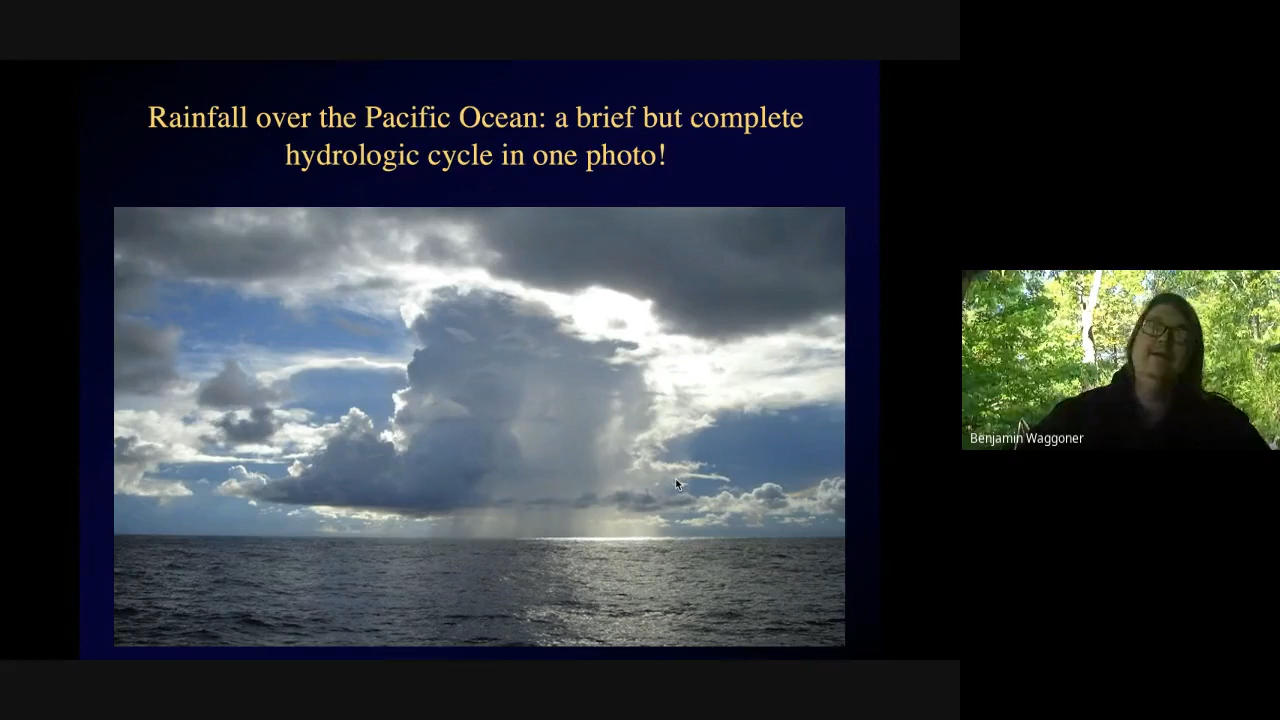 Rainfall over the Pacific Ocean: a brief but complete
hydrologic cycle in one photo!
Benjamin Waggoner